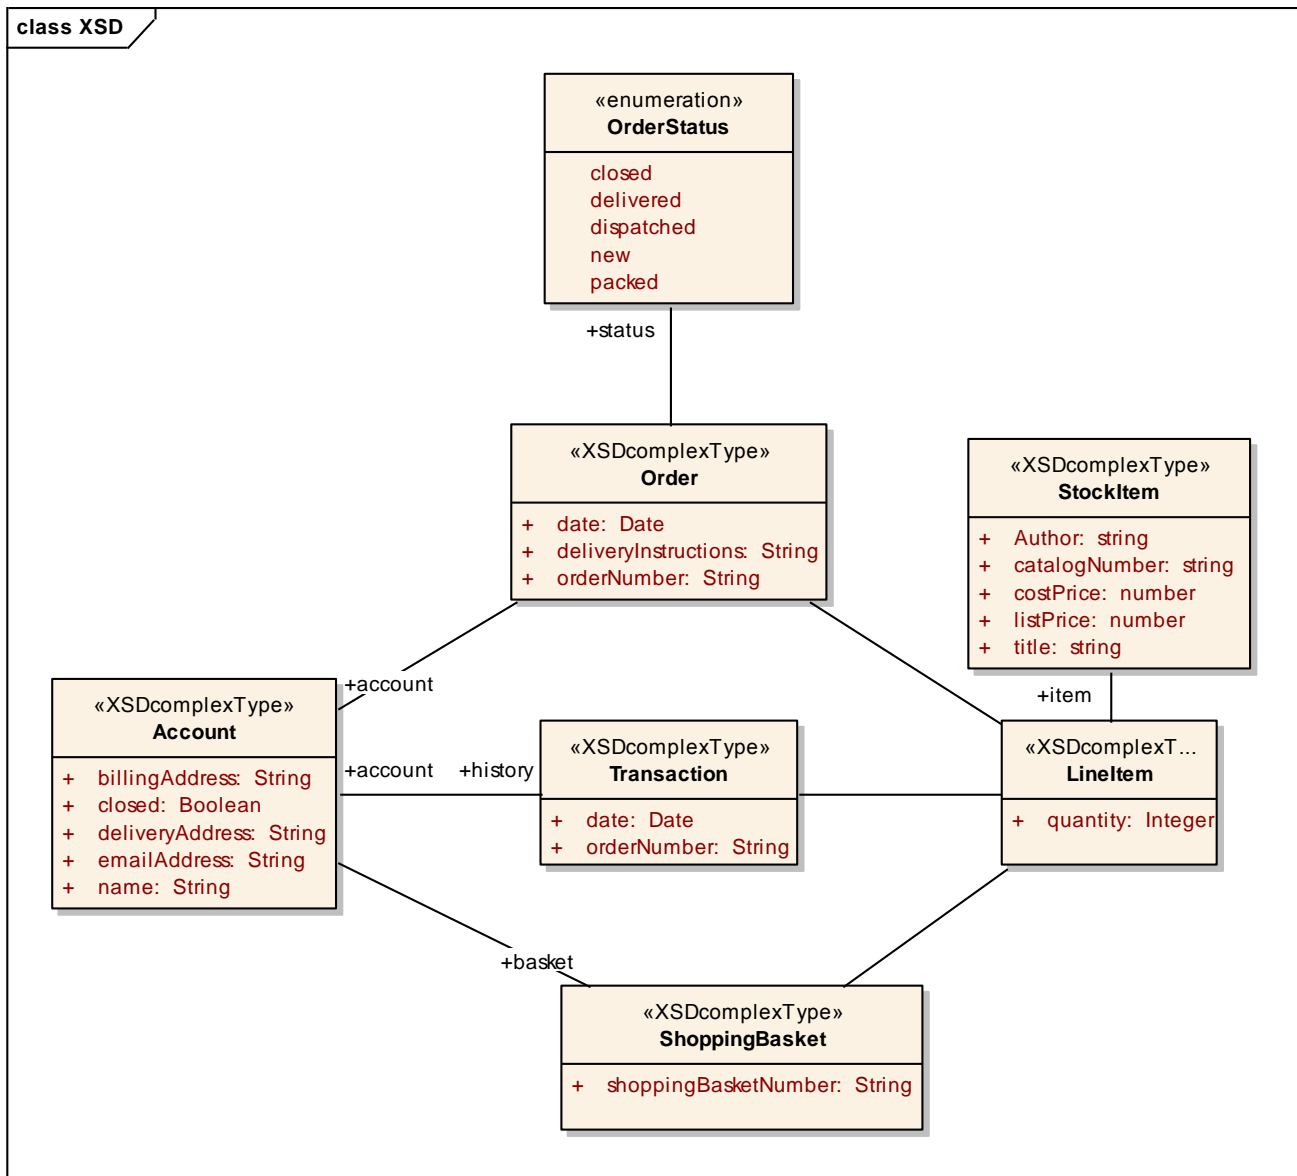 class XSD
«enumeration»
OrderStatus
closed
delivered
dispatched
new
packed
+status
«XSDcomplexType»
Order
+ date: Date
+ deliveryInstructions: String
+ orderNumber: String
«XSDcomplexType»
StockItem
+ Author: string
+ catalogNumber: string
+ costPrice: number
+ listPrice: number
+ title: string
+account
+item
«XSDcomplexType»
Account
+ billingAddress: String
+ closed: Boolean
+ deliveryAddress: String
+ emailAddress: String
+ name: String
+account
+history
«XSDcomplexType»
Transaction
+ date: Date
+ orderNumber: String
«XSDcomplexT...
LineItem
+ quantity: Integer
+basket
«XSDcomplexType»
ShoppingBasket
+ shoppingBasketNumber: String